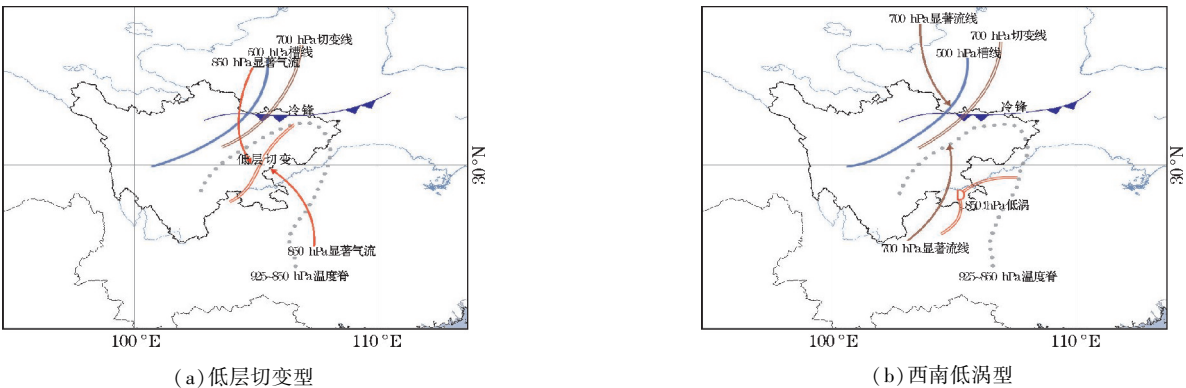 700 hPa切变线
500 hPa槽线
850 hPa显著气流
冷锋
低层切变
850 hPa显著气流
925~850 hPa温度脊
30°N
100°E
110°E
(a)低层切变型
700 hPa显著流线
700 hPa切变线
500 hPa槽线
冷锋
D
850 hPa低涡
700 hPa显著流线
925~850 hPa温度脊
30°N
100°E
110°E
(b)西南低涡型